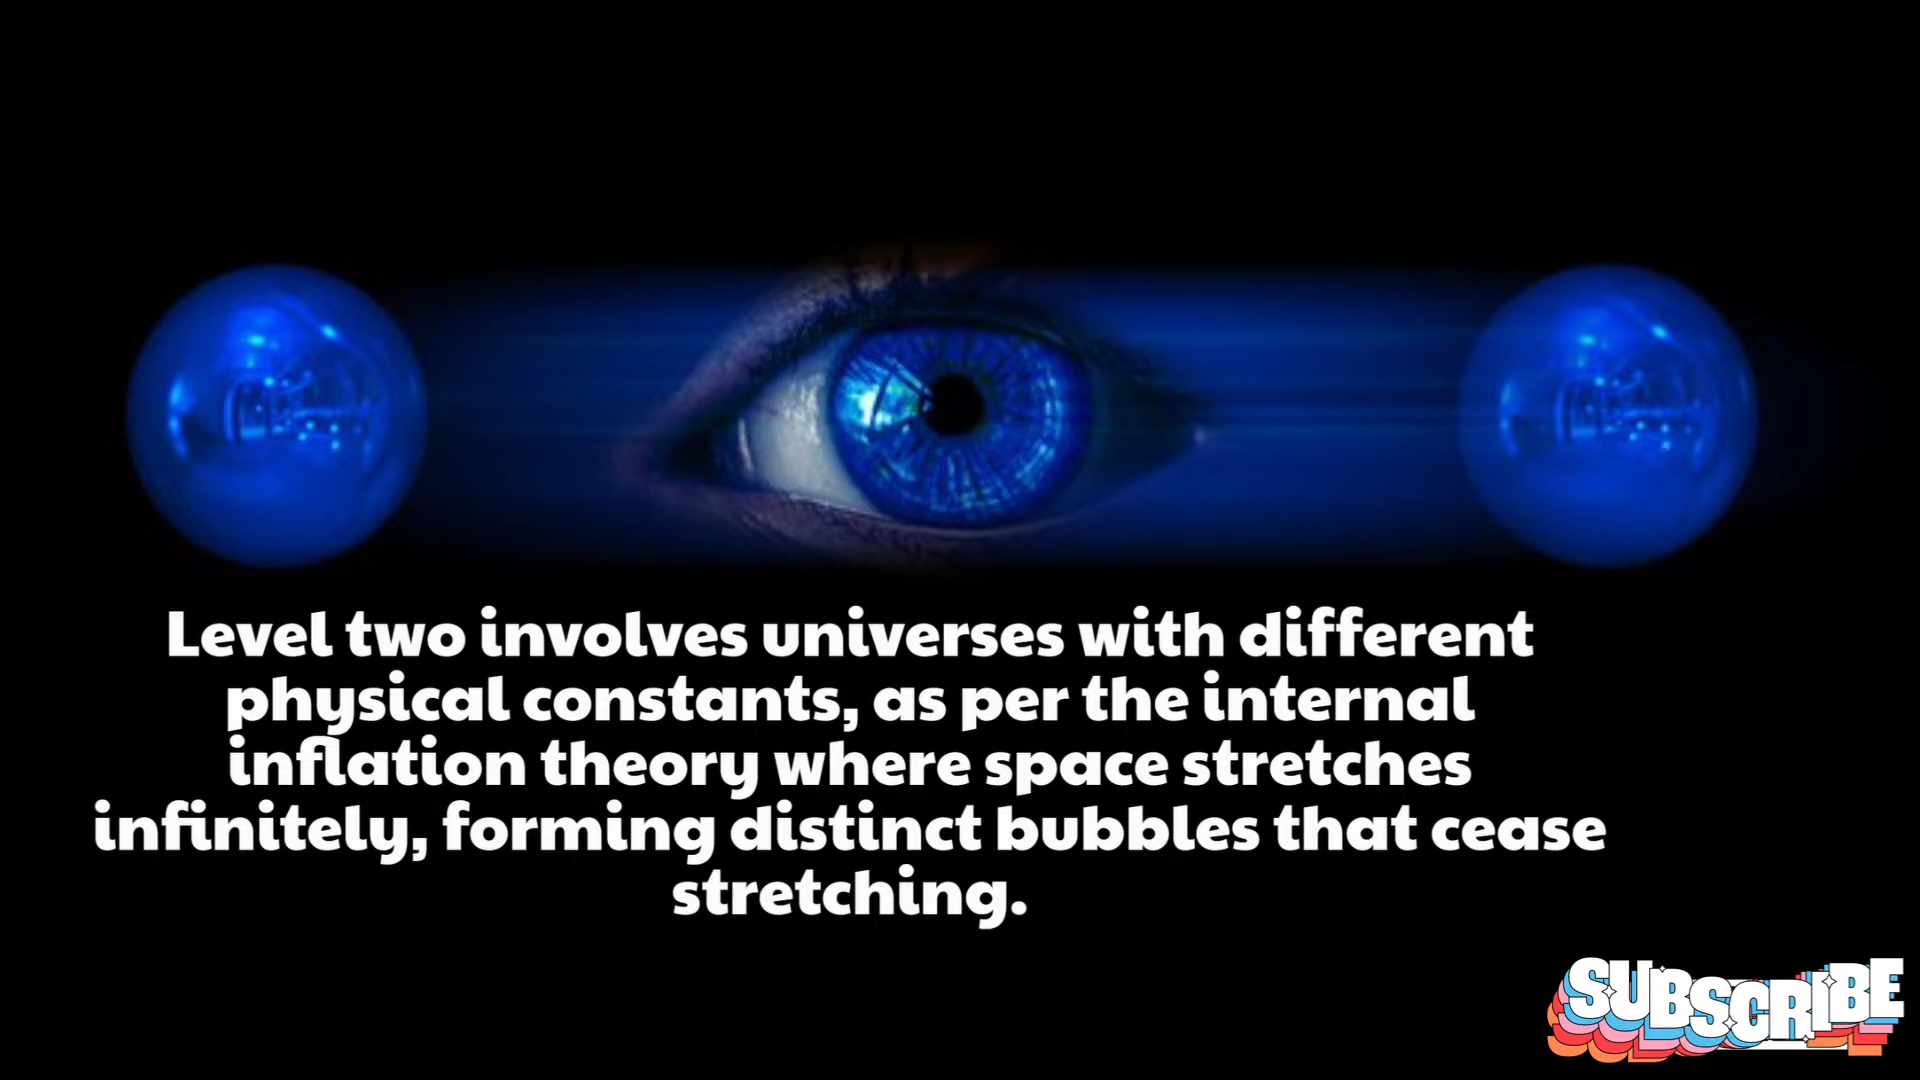 Level two involves universes with different
physical constants, as per the internal
inflation theory where space stretches
infinitely, forming distinct bubbles that cease
stretching.
SUBSCRIBE